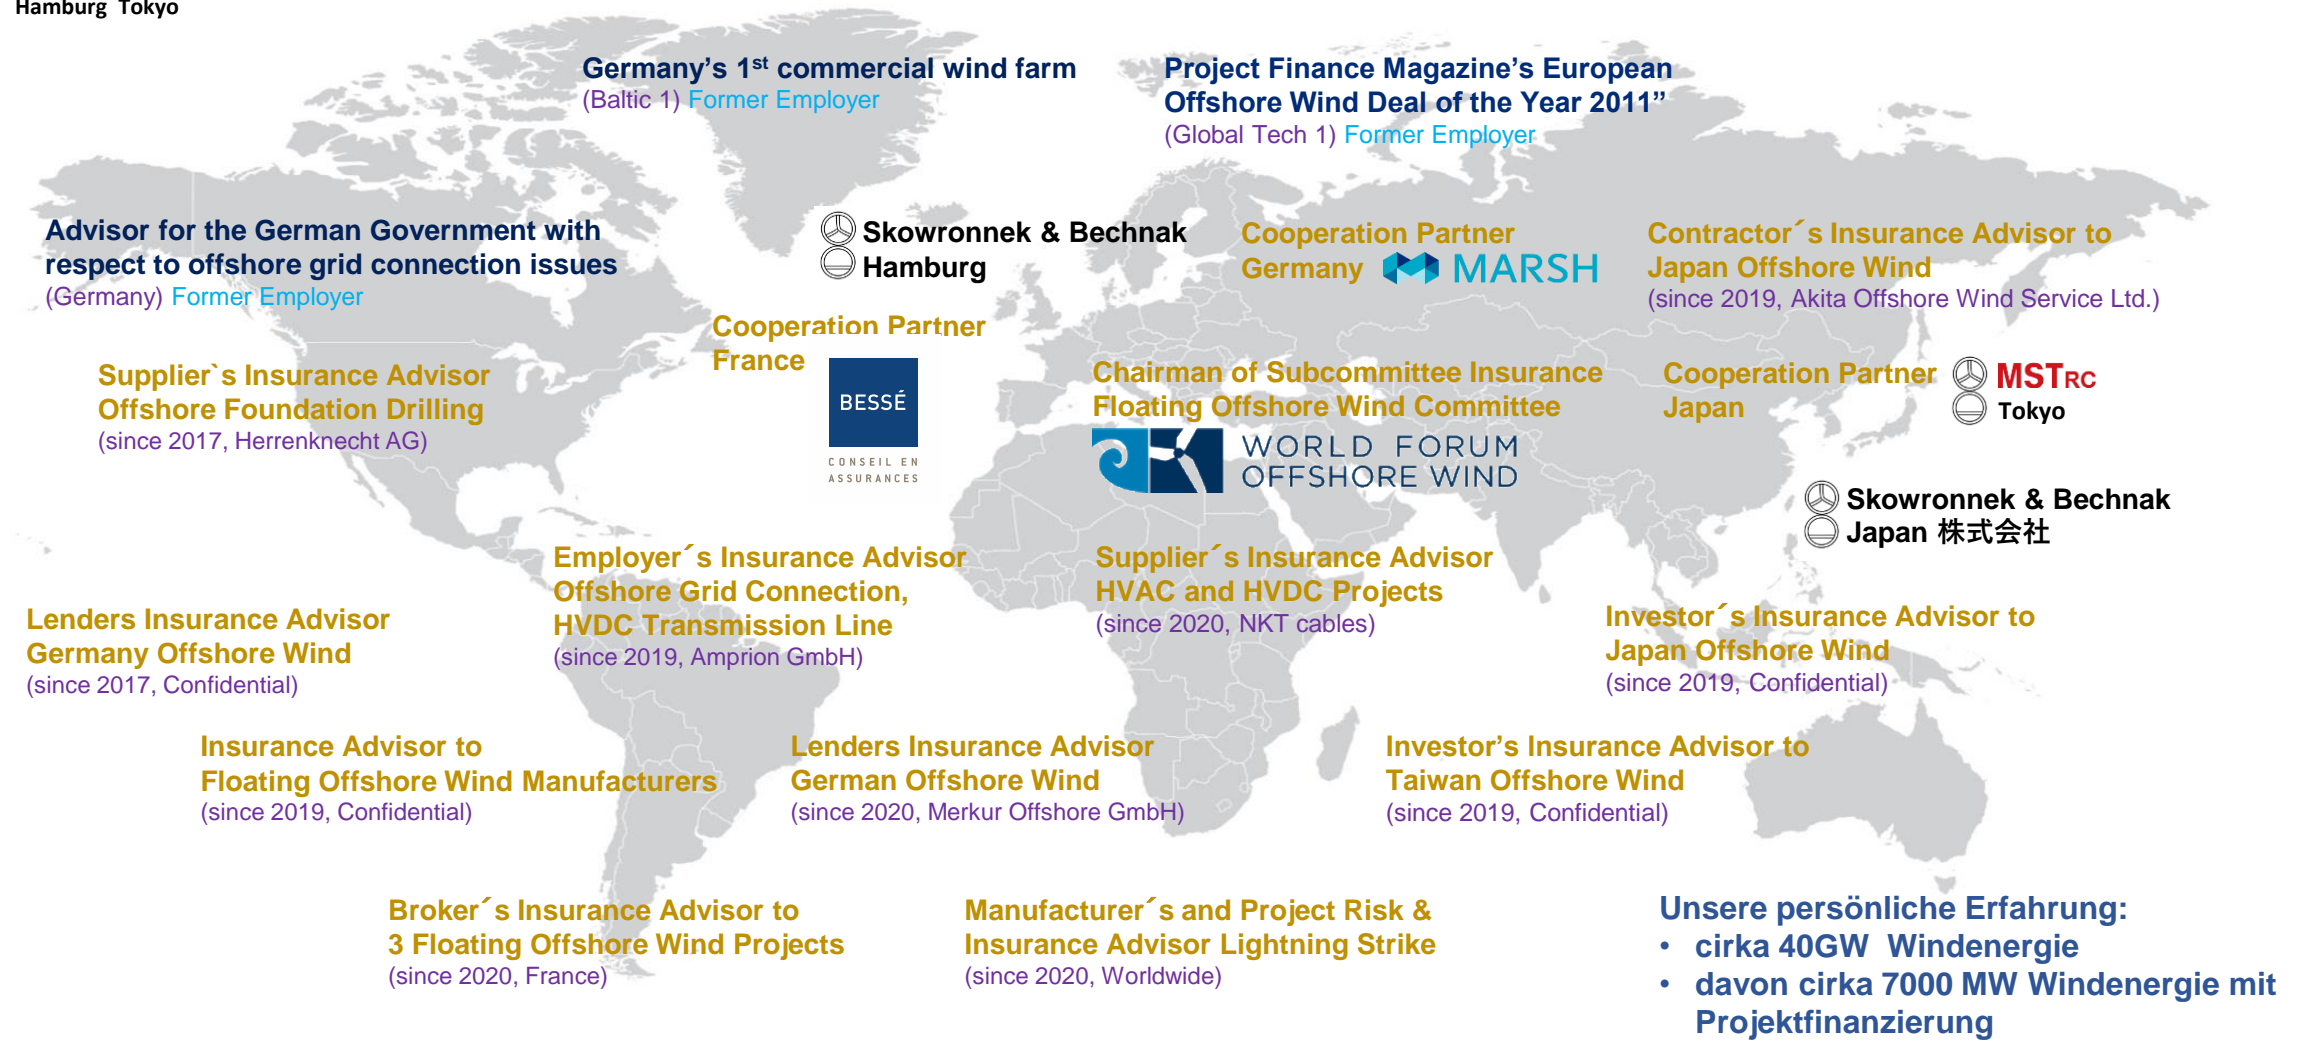 Hamburg Tokyo
Germany’s 1st commercial wind farm
(Baltic 1) Former Employer
Project Finance Magazine’s European
Offshore Wind Deal of the Year 2011”
(Global Tech 1) Former Employer
Advisor for the German Government with
respect to offshore grid connection issues
(Germany) Former Employer
Skowronnek & Bechnak
Hamburg
Cooperation Partner
Germany MARSH
Contractor´s Insurance Advisor to
Japan Offshore Wind
(since 2019, Akita Offshore Wind Service Ltd.)
Cooperation Partner
France
BESSÉ
CONSEIL EN
ASSURANCES
Supplier`s Insurance Advisor
Offshore Foundation Drilling
(since 2017, Herrenknecht AG)
Chairman of Subcommittee Insurance
Floating Offshore Wind Committee
WORLD FORUM
OFFSHORE WIND
Cooperation Partner
Japan
MSTRC
Tokyo
Skowronnek & Bechnak
Japan 株式会社
Employer´s Insurance Advisor
Offshore Grid Connection,
HVDC Transmission Line
(since 2019, Amprion GmbH)
Supplier´s Insurance Advisor
HVAC and HVDC Projects
(since 2020, NKT cables)
Lenders Insurance Advisor
Germany Offshore Wind
(since 2017, Confidential)
Investor´s Insurance Advisor to
Japan Offshore Wind
(since 2019, Confidential)
Insurance Advisor to
Floating Offshore Wind Manufacturers
(since 2019, Confidential)
Lenders Insurance Advisor
German Offshore Wind
(since 2020, Merkur Offshore GmbH)
Investor’s Insurance Advisor to
Taiwan Offshore Wind
(since 2019, Confidential)
Broker´s Insurance Advisor to
3 Floating Offshore Wind Projects
(since 2020, France)
Manufacturer´s and Project Risk &
Insurance Advisor Lightning Strike
(since 2020, Worldwide)
Unsere persönliche Erfahrung:
• cirka 40GW Windenergie
• davon cirka 7000 MW Windenergie mit
Projektfinanzierung